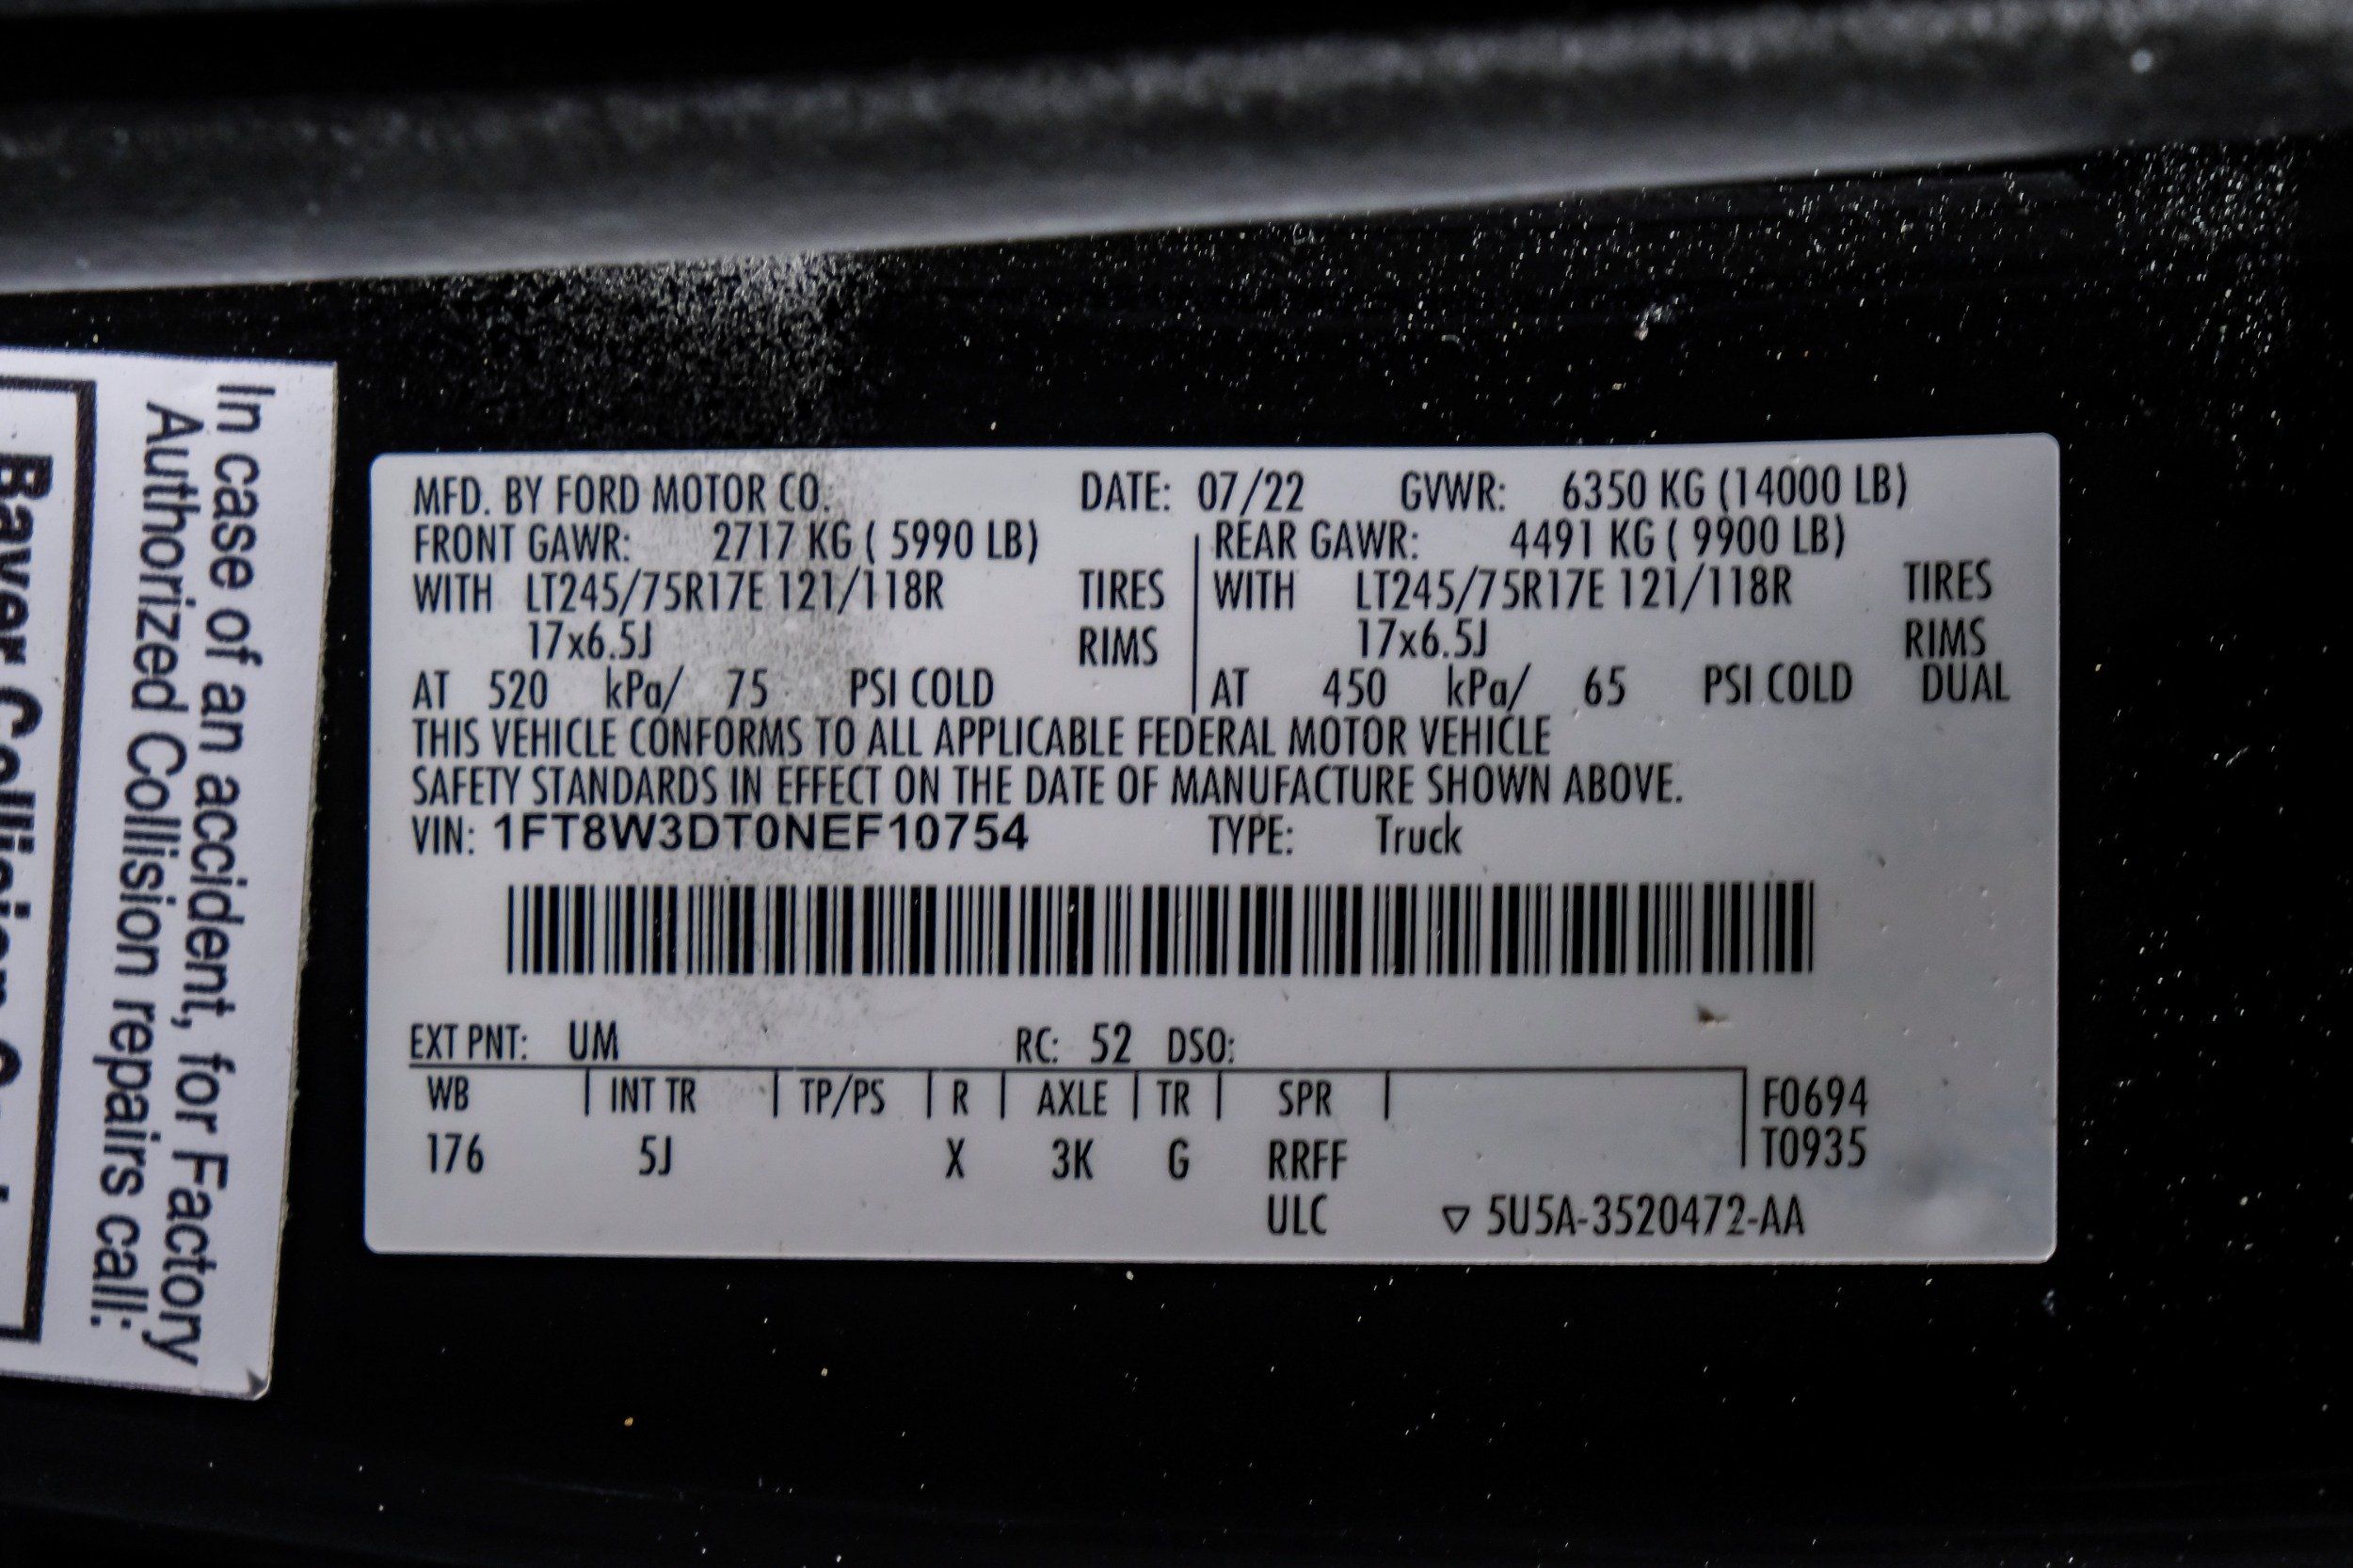 In case of an accident, for Factory
Authorized Collision repairs call:
MFD. BY FORD MOTOR CO. DATE: 07/22 GVWR: 6350 KG (14000 LB)
FRONT GAWR: 2717 KG ( 5990 LB) REAR GAWR: 4491 KG ( 9900 LB)
WITH LT245/75R17E 121/118R TIRES WITH LT245/75R17E 121/118R TIRES
17x6.5J RIMS 17x6.5J RIMS
AT 520 kPa/ 75 PSI COLD AT 450 kPa/ 65 PSI COLD DUAL
THIS VEHICLE CONFORMS TO ALL APPLICABLE FEDERAL MOTOR VEHICLE
SAFETY STANDARDS IN EFFECT ON THE DATE OF MANUFACTURE SHOWN ABOVE.
VIN: 1FT8W3DT0NEF10754 TYPE: Truck
EXT PNT: UM RC: 52 DSO:
WB INT TR TP/PS R AXLE TR SPR F0694
176 5J X 3K G RRFF T0935
ULC ▽ 5U5A-3520472-AA